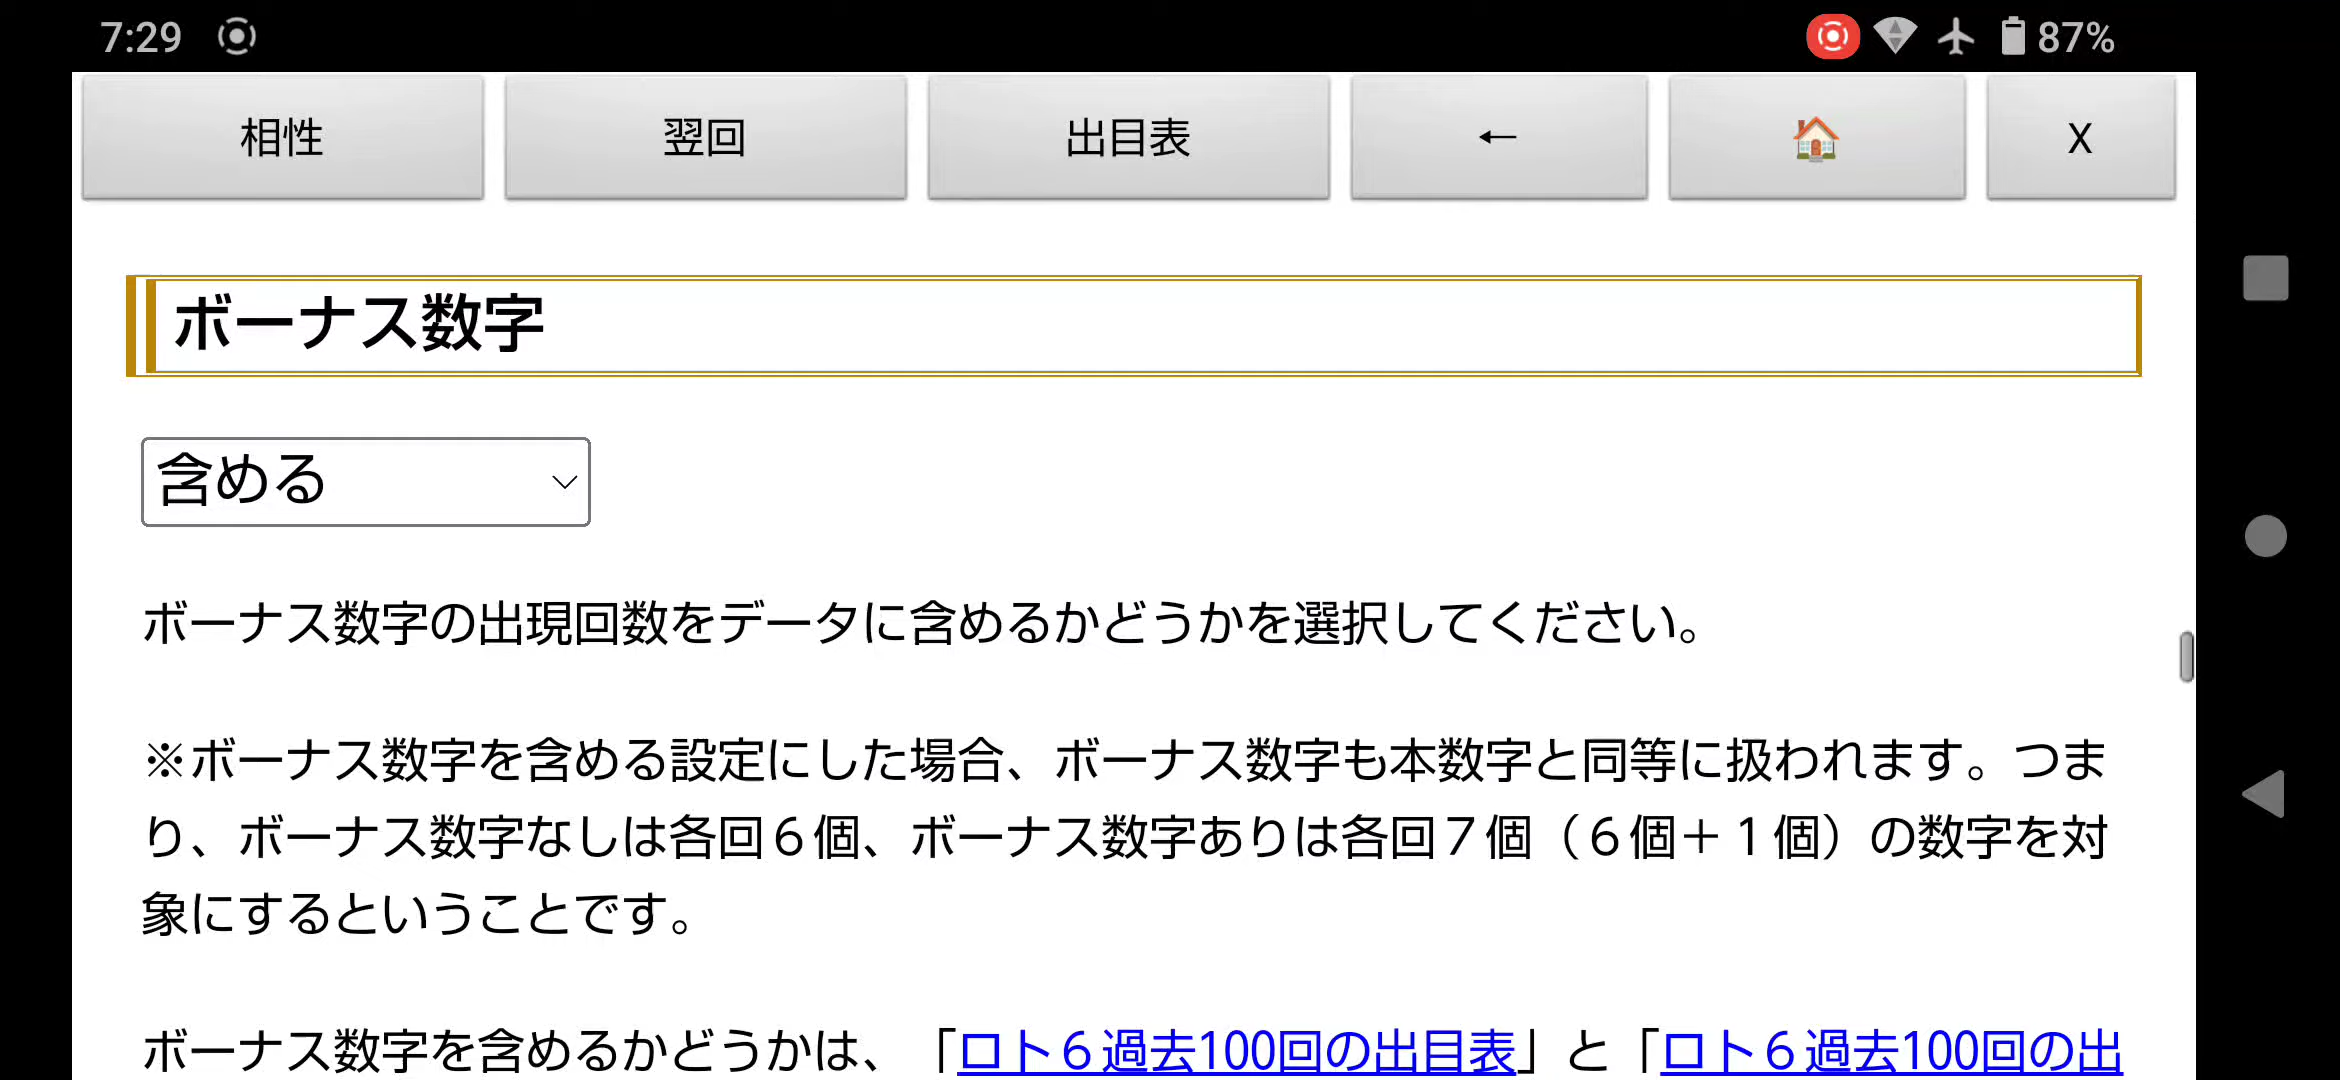 7:29 87%
相性 翌回 出目表 ← 🏠 X
ボーナス数字
含める
ボーナス数字の出現回数をデータに含めるかどうかを選択してください。
※ボーナス数字を含める設定にした場合、ボーナス数字も本数字と同等に扱われます。つま
り、ボーナス数字なしは各回６個、ボーナス数字ありは各回７個（６個＋１個）の数字を対
象にするということです。
ボーナス数字を含めるかどうかは、「ロト６過去100回の出目表」と「ロト６過去100回の出